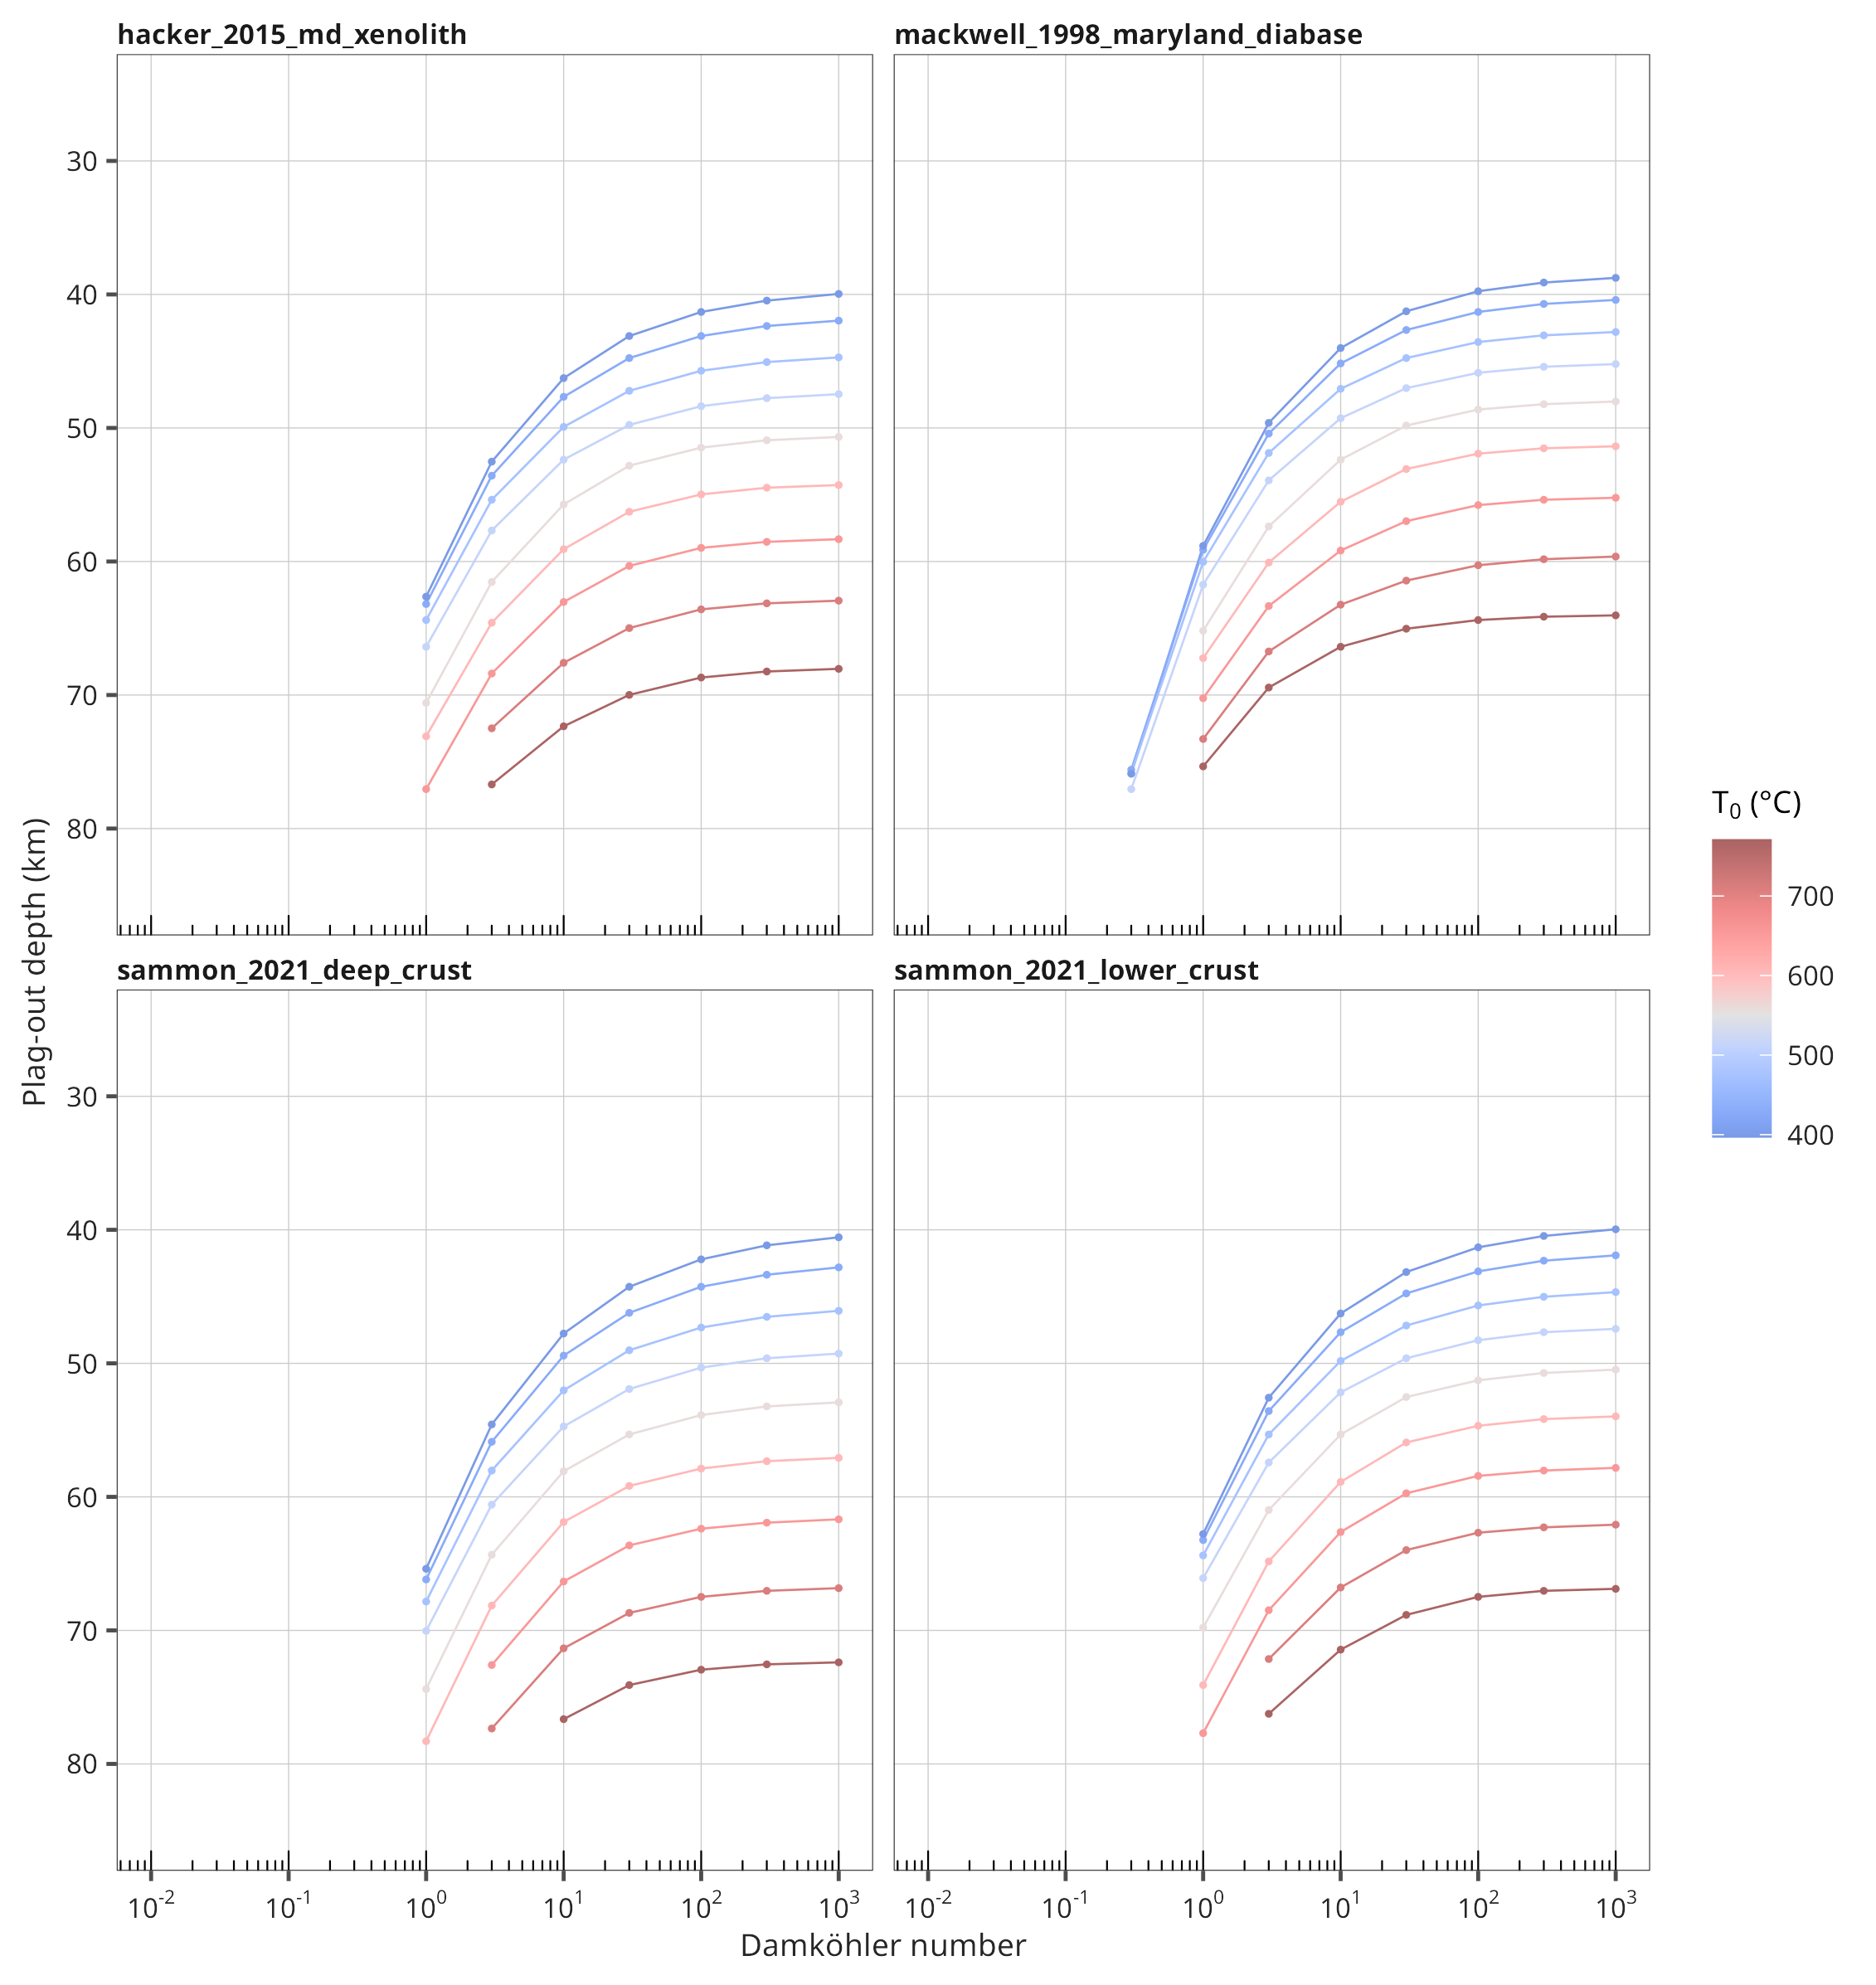 hacker_2015_md_xenolith
mackwell_1998_maryland_diabase
30
40
50
60
70
80
sammon_2021_deep_crust
sammon_2021_lower_crust
30
40
50
60
70
80
Plag-out depth (km)
10⁻² 10⁻¹ 10⁰ 10¹ 10² 10³
10⁻² 10⁻¹ 10⁰ 10¹ 10² 10³
Damköhler number
T₀ (°C)
700
600
500
400